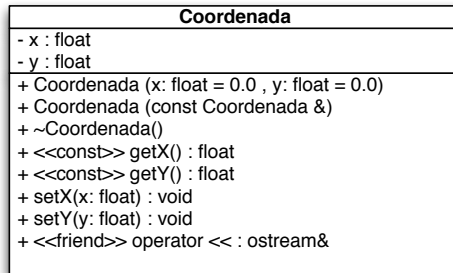 Coordenada
- x : float
- y : float
+ Coordenada (x: float = 0.0 , y: float = 0.0)
+ Coordenada (const Coordenada &)
+ ~Coordenada()
+ <<const>> getX() : float
+ <<const>> getY() : float
+ setX(x: float) : void
+ setY(y: float) : void
+ <<friend>> operator << : ostream&